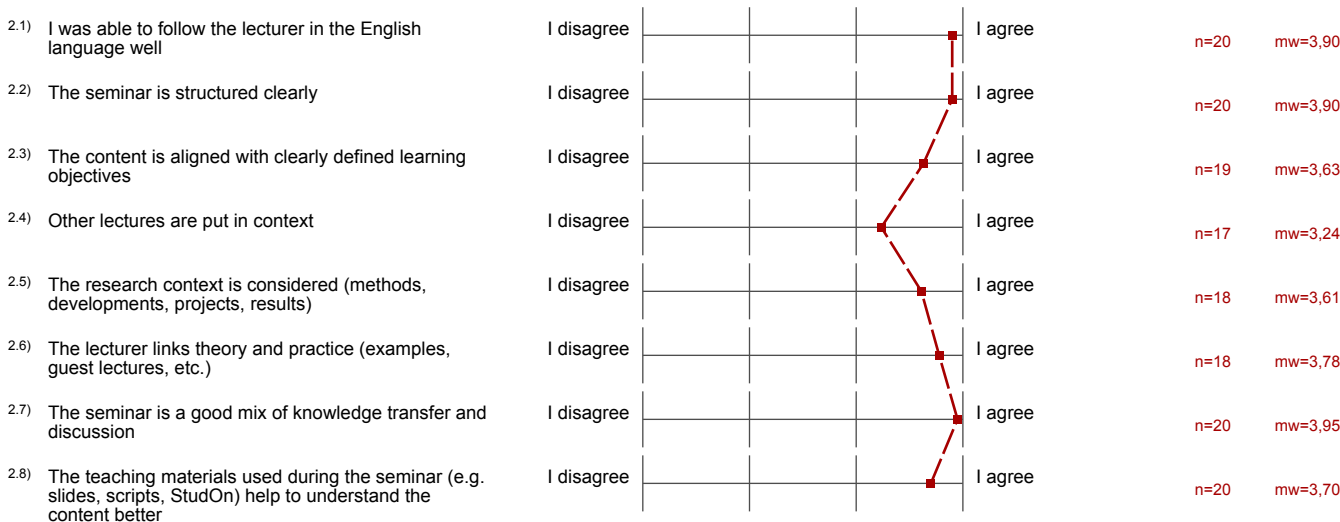 2.1) I was able to follow the lecturer in the English language well I disagree I agree n=20 mw=3,90
2.2) The seminar is structured clearly I disagree I agree n=20 mw=3,90
2.3) The content is aligned with clearly defined learning objectives I disagree I agree n=19 mw=3,63
2.4) Other lectures are put in context I disagree I agree n=17 mw=3,24
2.5) The research context is considered (methods, developments, projects, results) I disagree I agree n=18 mw=3,61
2.6) The lecturer links theory and practice (examples, guest lectures, etc.) I disagree I agree n=18 mw=3,78
2.7) The seminar is a good mix of knowledge transfer and discussion I disagree I agree n=20 mw=3,95
2.8) The teaching materials used during the seminar (e.g. slides, scripts, StudOn) help to understand the content better I disagree I agree n=20 mw=3,70